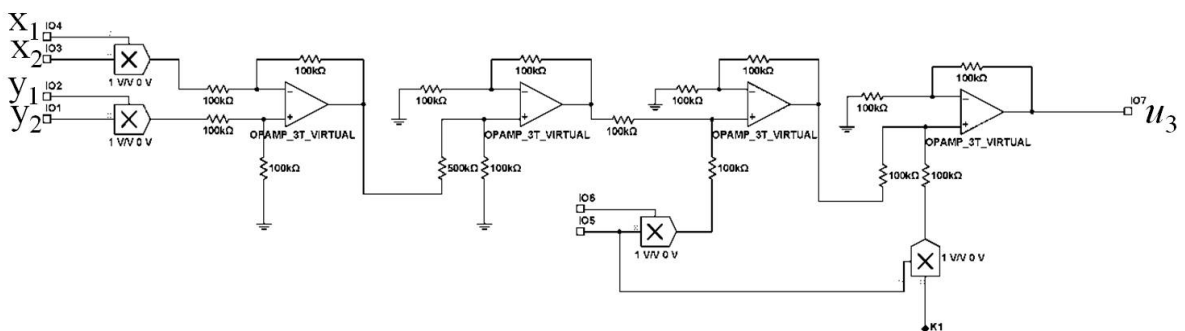 x1 IO4
x2 IO3
1 V/V 0 V
y1 IO2
y2 IO1
1 V/V 0 V
100kΩ
100kΩ
100kΩ
100kΩ
OPAMP_3T_VIRTUAL
100kΩ
100kΩ
500kΩ
100kΩ
OPAMP_3T_VIRTUAL
100kΩ
100kΩ
100kΩ
100kΩ
OPAMP_3T_VIRTUAL
IO6
IO5
1 V/V 0 V
100kΩ
100kΩ
100kΩ
100kΩ
OPAMP_3T_VIRTUAL
IO7 u3
1 V/V 0 V
K1